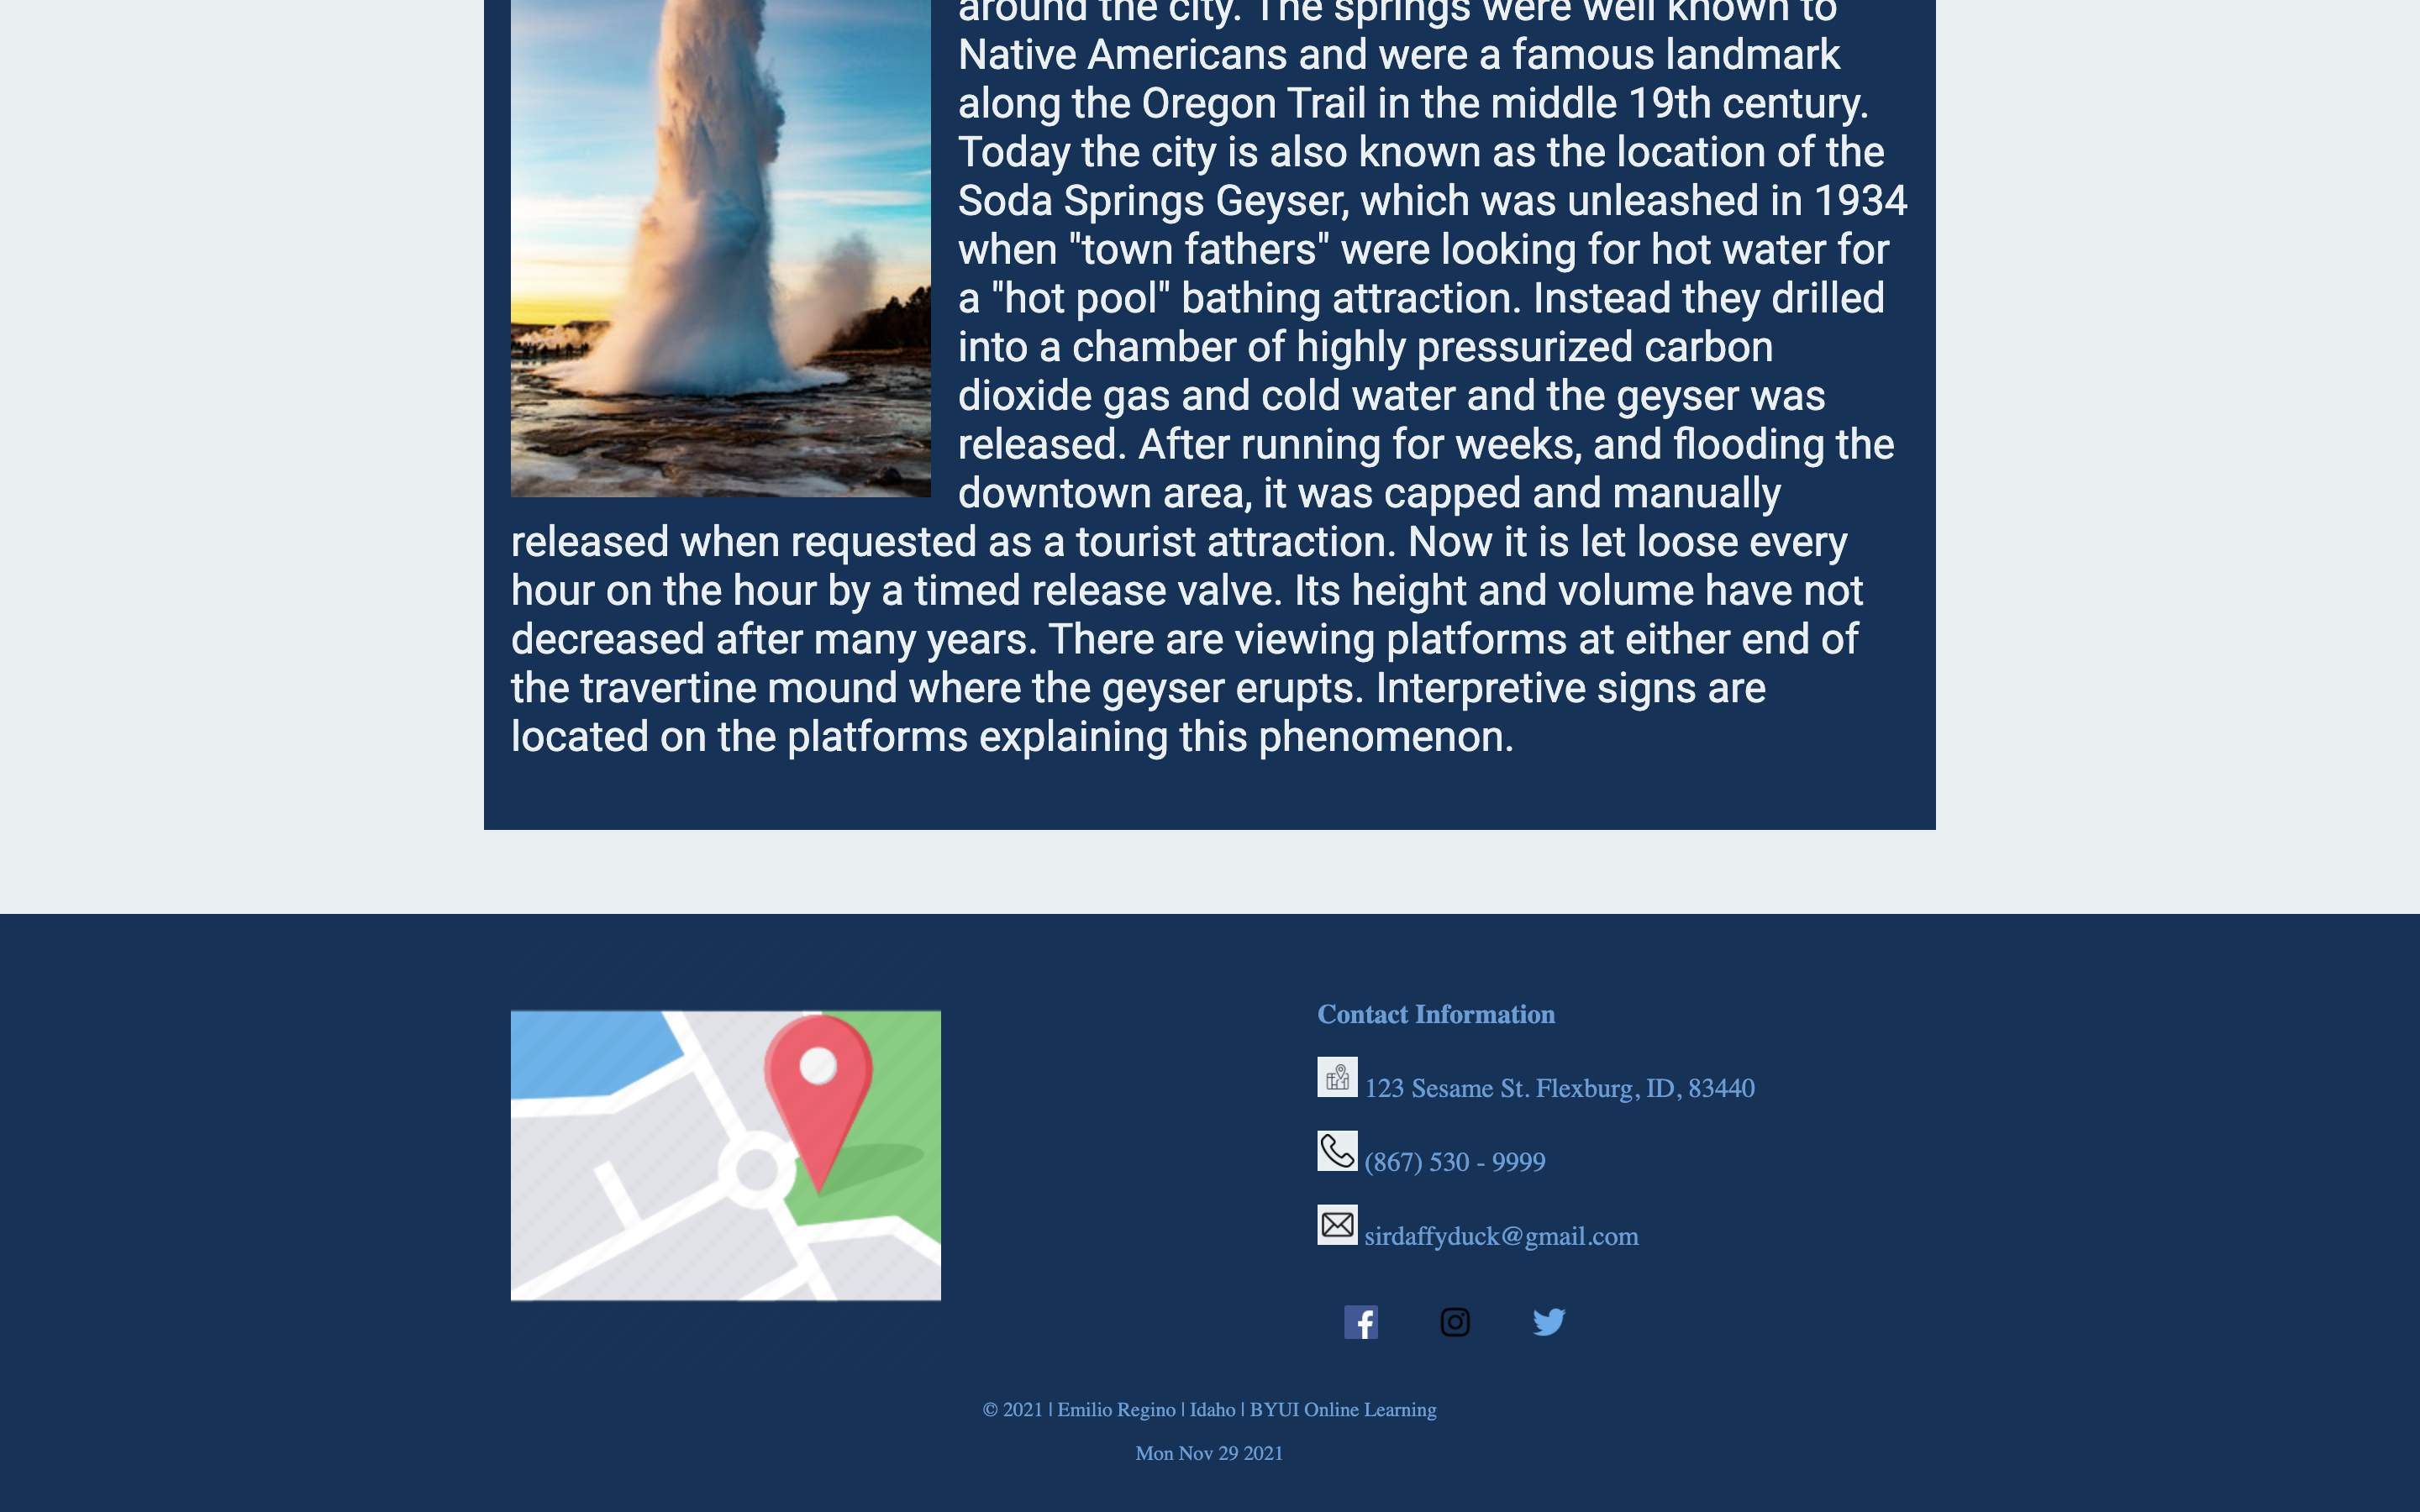 around the city. The springs were well known to
Native Americans and were a famous landmark
along the Oregon Trail in the middle 19th century.
Today the city is also known as the location of the
Soda Springs Geyser, which was unleashed in 1934
when "town fathers" were looking for hot water for
a "hot pool" bathing attraction. Instead they drilled
into a chamber of highly pressurized carbon
dioxide gas and cold water and the geyser was
released. After running for weeks, and flooding the
downtown area, it was capped and manually
released when requested as a tourist attraction. Now it is let loose every
hour on the hour by a timed release valve. Its height and volume have not
decreased after many years. There are viewing platforms at either end of
the travertine mound where the geyser erupts. Interpretive signs are
located on the platforms explaining this phenomenon.
Contact Information
123 Sesame St. Flexburg, ID, 83440
(867) 530 - 9999
sirdaffyduck@gmail.com
© 2021 | Emilio Regino | Idaho | BYUI Online Learning
Mon Nov 29 2021